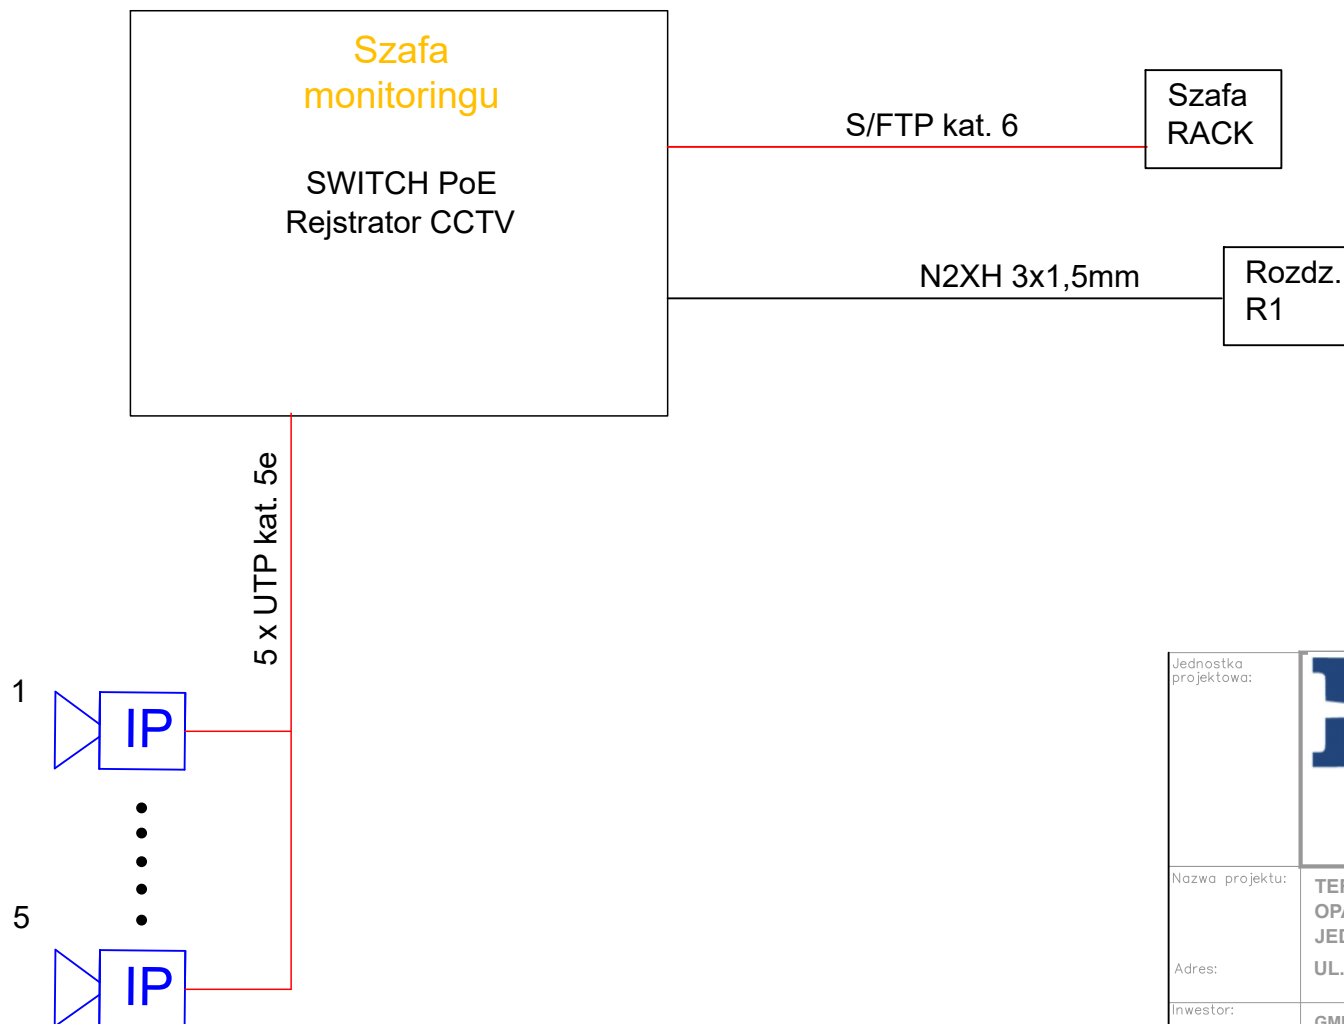 Szafa
monitoringu
SWITCH PoE
Rejstrator CCTV
S/FTP kat. 6
Szafa
RACK
N2XH 3x1,5mm
Rozdz.
R1
5 x UTP kat. 5e
1
IP
5
IP
Jednostka
projektowa:
Nazwa projektu:
Adres:
UL.
Inwestor: